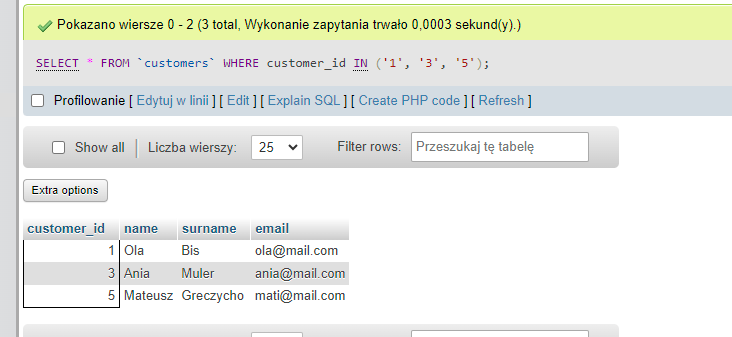 Pokazano wiersze 0 - 2 (3 total, Wykonanie zapytania trwało 0,0003 sekund(y).)
SELECT * FROM `customers` WHERE customer_id IN ('1', '3', '5');
Profilowanie [ Edytuj w linii ] [ Edit ] [ Explain SQL ] [ Create PHP code ] [ Refresh ]
Show all Liczba wierszy: 25 Filter rows: Przeszukaj tę tabelę
Extra options
customer_id name surname email
1 Ola Bis ola@mail.com
3 Ania Muler ania@mail.com
5 Mateusz Greczycho mati@mail.com